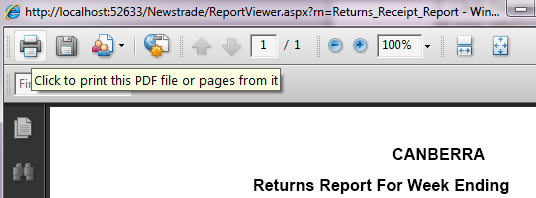 http://localhost:52633/Newstrade/ReportViewer.aspx?rn=Returns_Receipt_Report - Win...
1 / 1 100%
Click to print this PDF file or pages from it
CANBERRA
Returns Report For Week Ending